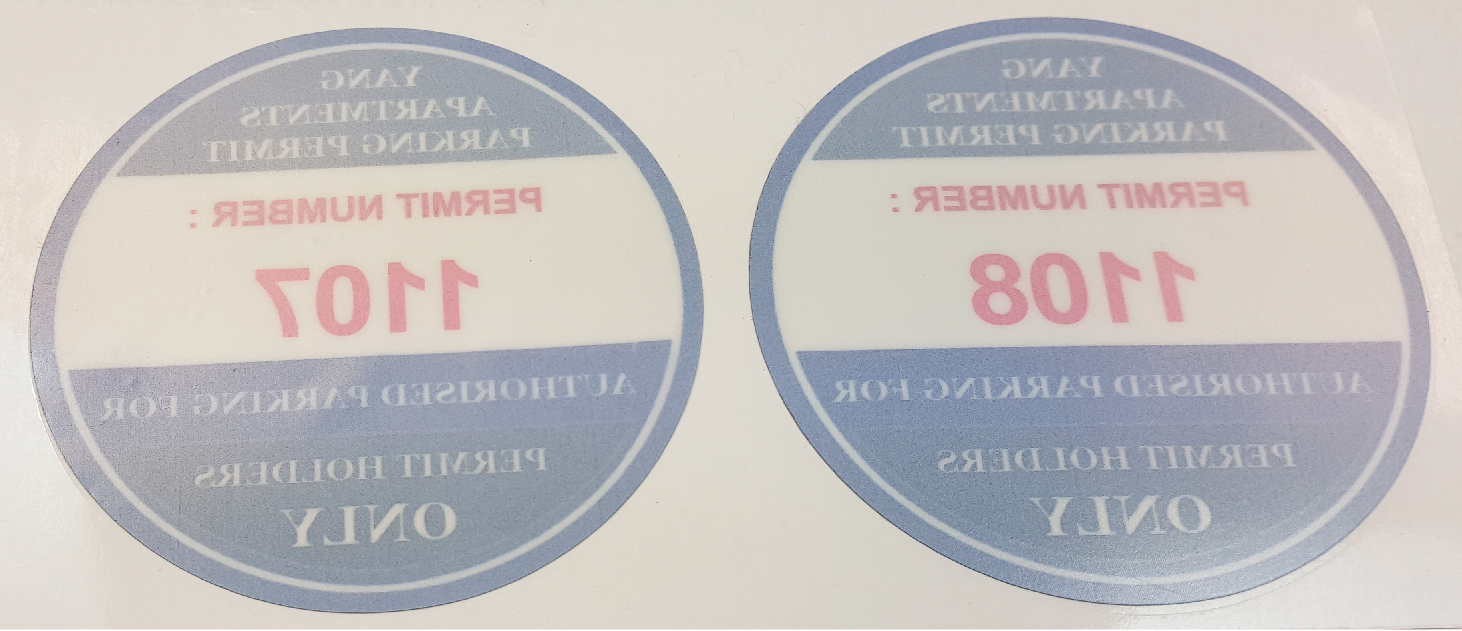 YANG
APARTMENTS
PARKING PERMIT
PERMIT NUMBER :
1107
AUTHORISED PARKING FOR
PERMIT HOLDERS
ONLY
YANG
APARTMENTS
PARKING PERMIT
PERMIT NUMBER :
1108
AUTHORISED PARKING FOR
PERMIT HOLDERS
ONLY